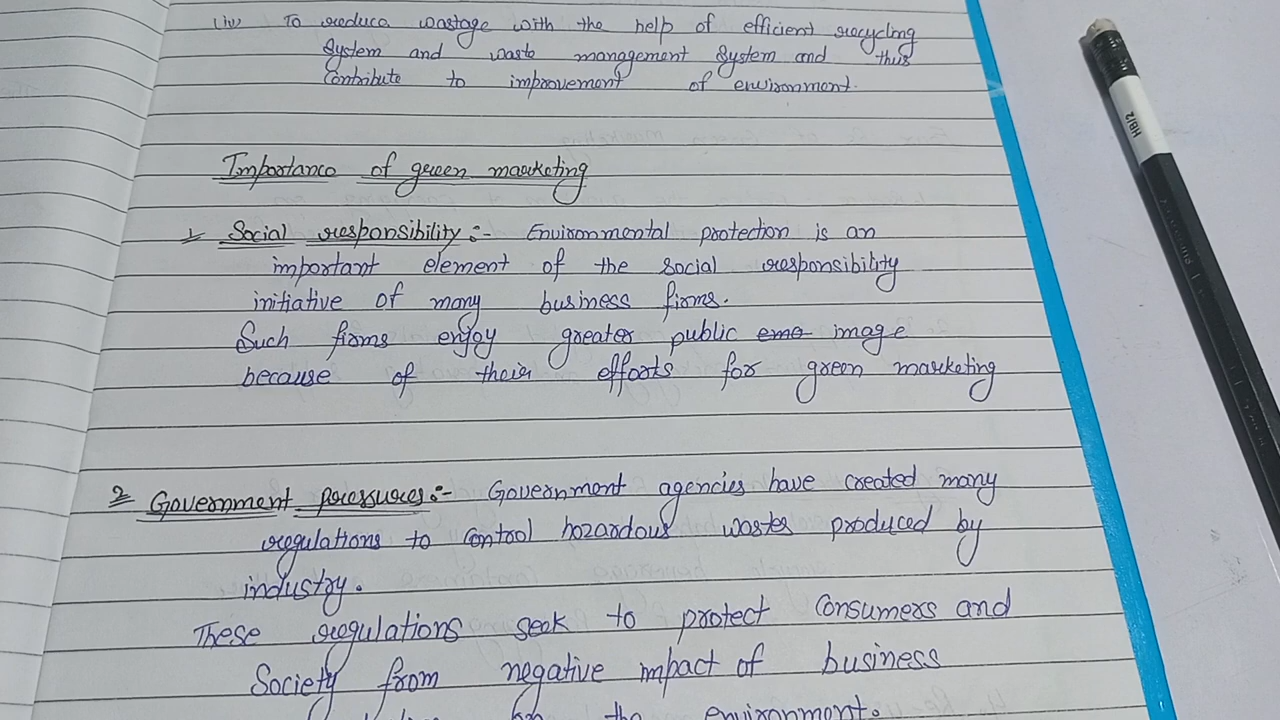 (iv) To reduce wastage with the help of efficient recycling
System and waste management System and thus
Contribute to improvement of environment.
Importance of green marketing
1 Social responsibility:- Environmental protection is an
important element of the social responsibility
initiative of many business firms.
Such firms enjoy greater public image
because of their efforts for green marketing
2 Government pressures:- Government agencies have created many
regulations to control hazardous wastes produced by
industry.
These regulations seek to protect Consumers and
Society from negative impact of business
the environment.
HB/2